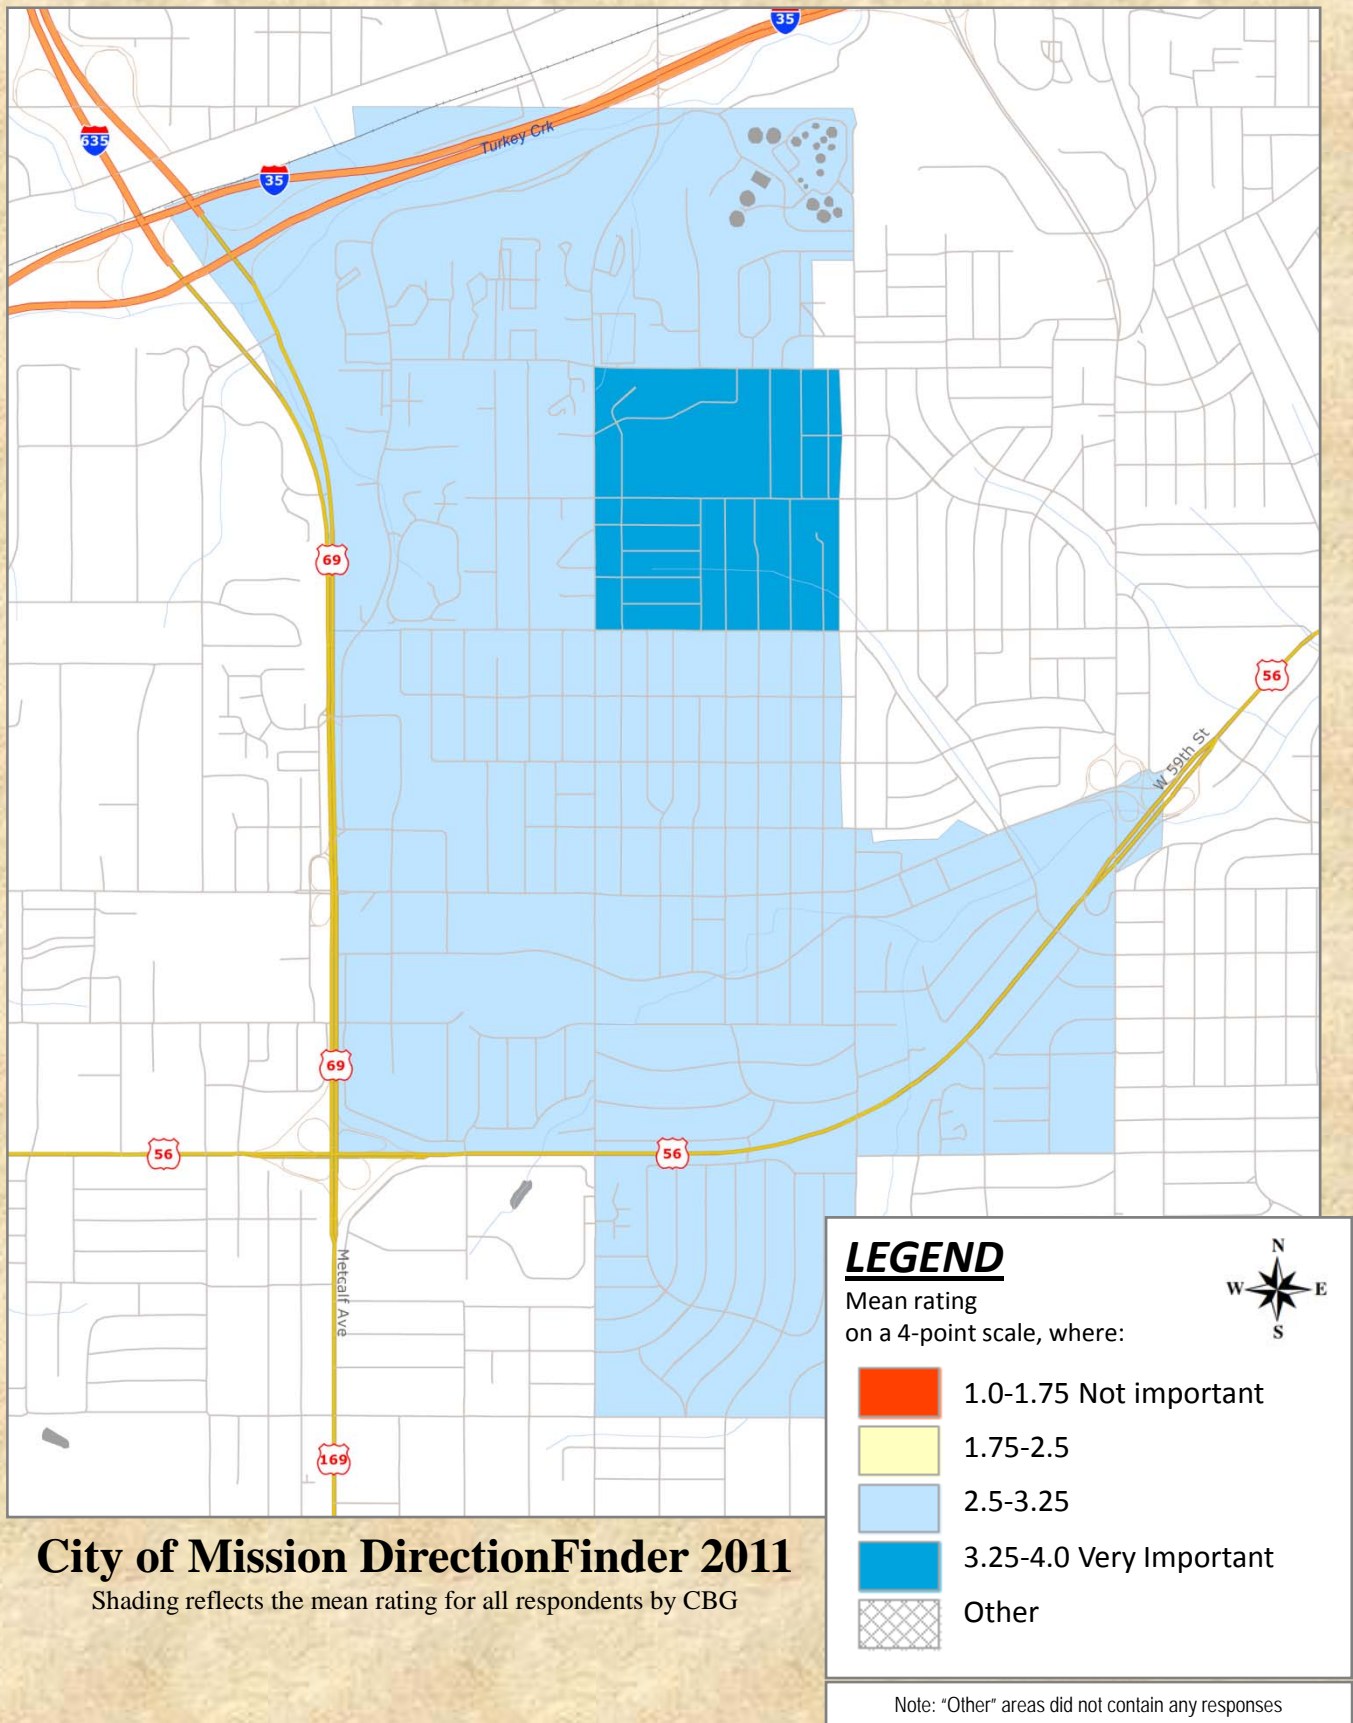 35
635
35
Turkey Crk
69
56
W 59th St
69
56
56
Metcalf Ave
169
LEGEND
Mean rating
on a 4-point scale, where:
N
W E
S
1.0-1.75 Not important
1.75-2.5
2.5-3.25
3.25-4.0 Very Important
Other
City of Mission DirectionFinder 2011
Shading reflects the mean rating for all respondents by CBG
Note: “Other” areas did not contain any responses